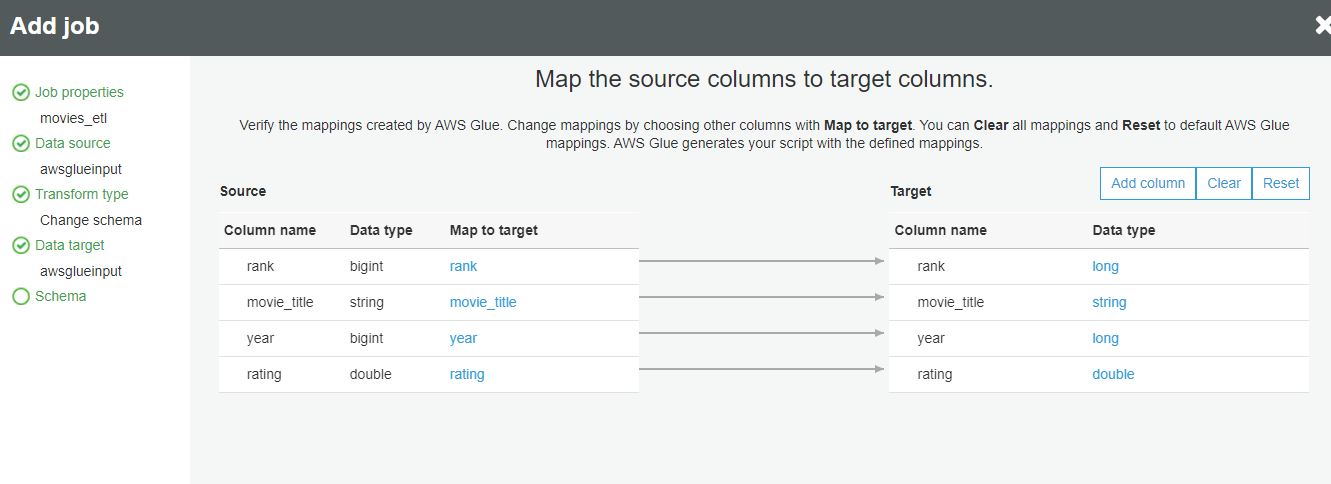 Add job
Job properties
movies_etl
Data source
awsglueinput
Transform type
Change schema
Data target
awsglueinput
Schema
Map the source columns to target columns.
Verify the mappings created by AWS Glue. Change mappings by choosing other columns with Map to target. You can Clear all mappings and Reset to default AWS Glue
mappings. AWS Glue generates your script with the defined mappings.
Source
Target
Add column Clear Reset
Column name Data type Map to target Column name Data type
rank bigint rank rank long
movie_title string movie_title movie_title string
year bigint year year long
rating double rating rating double